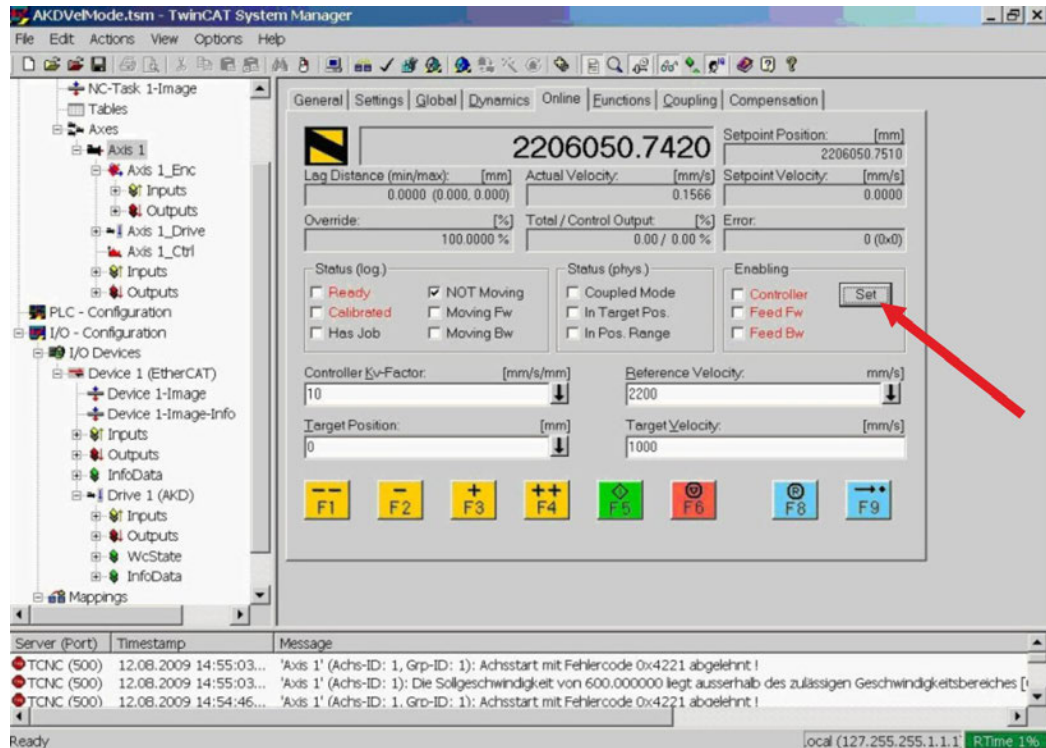 AKDVelMode.tsm - TwinCAT System Manager
File Edit Actions View Options Help
NC-Task 1-Image
Tables
Axes
Axis 1
Axis 1_Enc
Inputs
Outputs
Axis 1_Drive
Axis 1_Ctrl
Inputs
Outputs
PLC - Configuration
I/O - Configuration
I/O Devices
Device 1 (EtherCAT)
Device 1-Image
Device 1-Image-Info
Inputs
Outputs
InfoData
Drive 1 (AKD)
Inputs
Outputs
WcState
InfoData
Mappings
General Settings Global Dynamics Online Functions Coupling Compensation
2206050.7420
Setpoint Position: [mm]
2206050.7510
Lag Distance (min/max): [mm] Actual Velocity: [mm/s] Setpoint Velocity: [mm/s]
0.0000 (0.000, 0.000) 0.1566 0.0000
Override: [%] Total / Control Output: [%] Error:
100.0000 % 0.00 / 0.00 % 0 (0x0)
Status (log.) Status (phys.) Enabling
Ready NOT Moving Coupled Mode Controller Set
Calibrated Moving Fw In Target Pos. Feed Fw
Has Job Moving Bw In Pos. Range Feed Bw
Controller Kv-Factor: [mm/s/mm] Reference Velocity: mm/s]
10 2200
Target Position: [mm] Target Velocity: [mm/s]
0 1000
-- - + ++ R
F1 F2 F3 F4 F5 F6 F8 F9
Server (Port) Timestamp Message
TCNC (500) 12.08.2009 14:55:03... 'Axis 1' (Achs-ID: 1, Grp-ID: 1): Achsstart mit Fehlercode 0x4221 abgelehnt !
TCNC (500) 12.08.2009 14:55:03... 'Axis 1' (Achs-ID: 1): Die Sollgeschwindigkeit von 600.000000 liegt ausserhalb des zulässigen Geschwindigkeitsbereiches [
TCNC (500) 12.08.2009 14:54:46... 'Axis 1' (Achs-ID: 1, Grp-ID: 1): Achsstart mit Fehlercode 0x4221 abgelehnt !
Ready ocal (127.255.255.1.1.1 RTime 1%